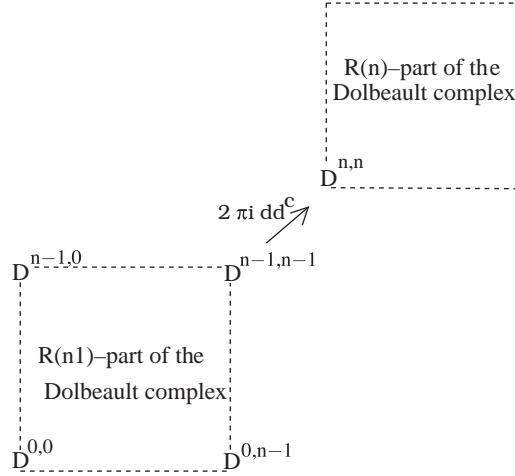 R(n)–part of the
Dolbeault complex
D^{n,n}
2 πi dd^c
D^{n−1,0}
D^{n−1,n−1}
R(n1)–part of the
Dolbeault complex
D^{0,0}
D^{0,n−1}